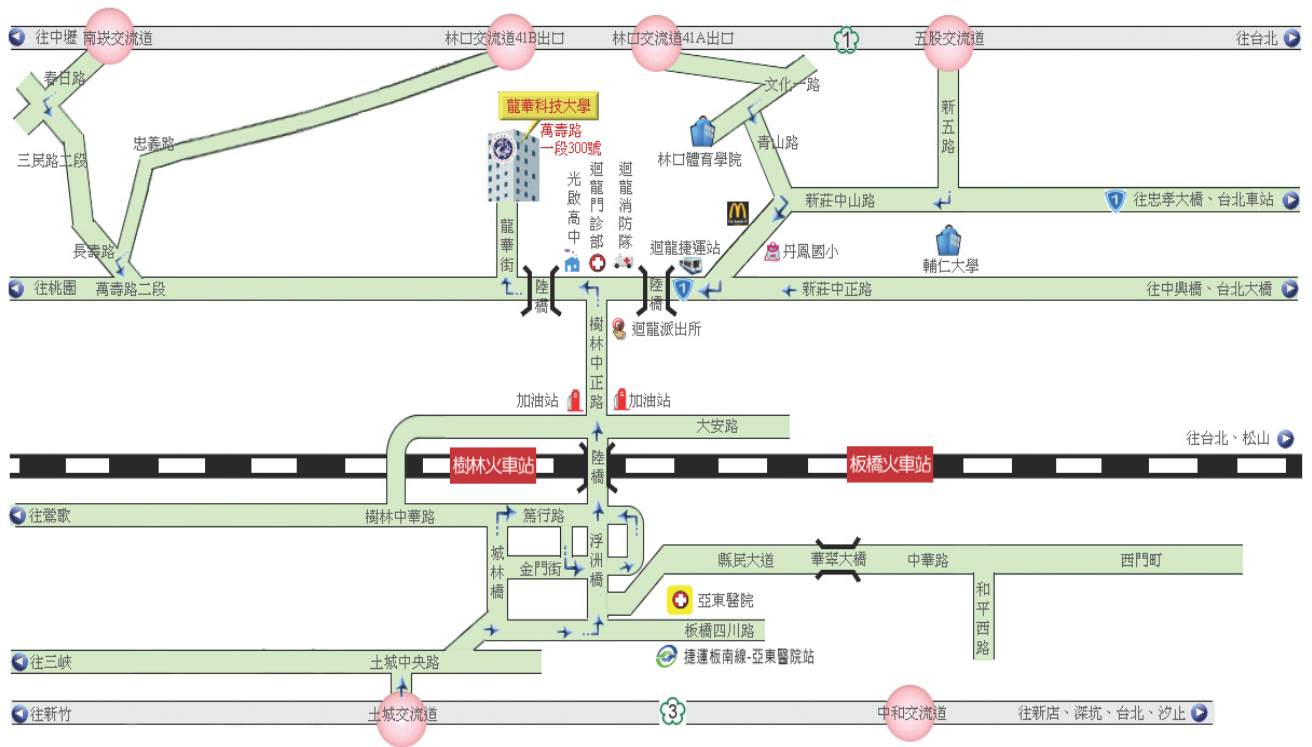 往中壢
南崁交流道
林口交流道41B出口
林口交流道41A出口
1
五股交流道
往台北
春日路
文化一路
新五路
龍華科技大學
萬壽路
一段300號
忠義路
三民路二段
林口體育學院
青山路
光啟高中
迴龍門診部
迴龍消防隊
新莊中山路
1
往忠孝大橋、台北車站
龍華街
長壽路
迴龍捷運站
丹鳳國小
輔仁大學
往桃園
萬壽路二段
陸橋
陸橋
1
新莊中正路
往中興橋、台北大橋
樹林中正路
迴龍派出所
加油站
加油站
大安路
往台北、松山
樹林火車站
陸橋
板橋火車站
往鶯歌
樹林中華路
篤行路
城林橋
金門街
浮洲橋
縣民大道
華翠大橋
中華路
西門町
和平西路
亞東醫院
板橋四川路
捷運板南線-亞東醫院站
往三峽
土城中央路
往新竹
土城交流道
3
中和交流道
往新店、深坑、台北、汐止